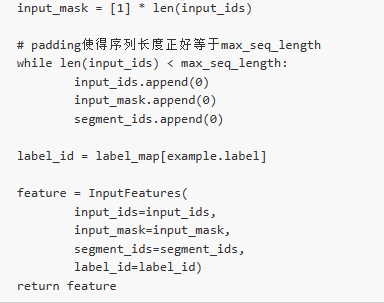 input_mask = [1] * len(input_ids)
# padding使得序列长度正好等于max_seq_length
while len(input_ids) < max_seq_length:
input_ids.append(0)
input_mask.append(0)
segment_ids.append(0)
label_id = label_map[example.label]
feature = InputFeatures(
input_ids=input_ids,
input_mask=input_mask,
segment_ids=segment_ids,
label_id=label_id)
return feature